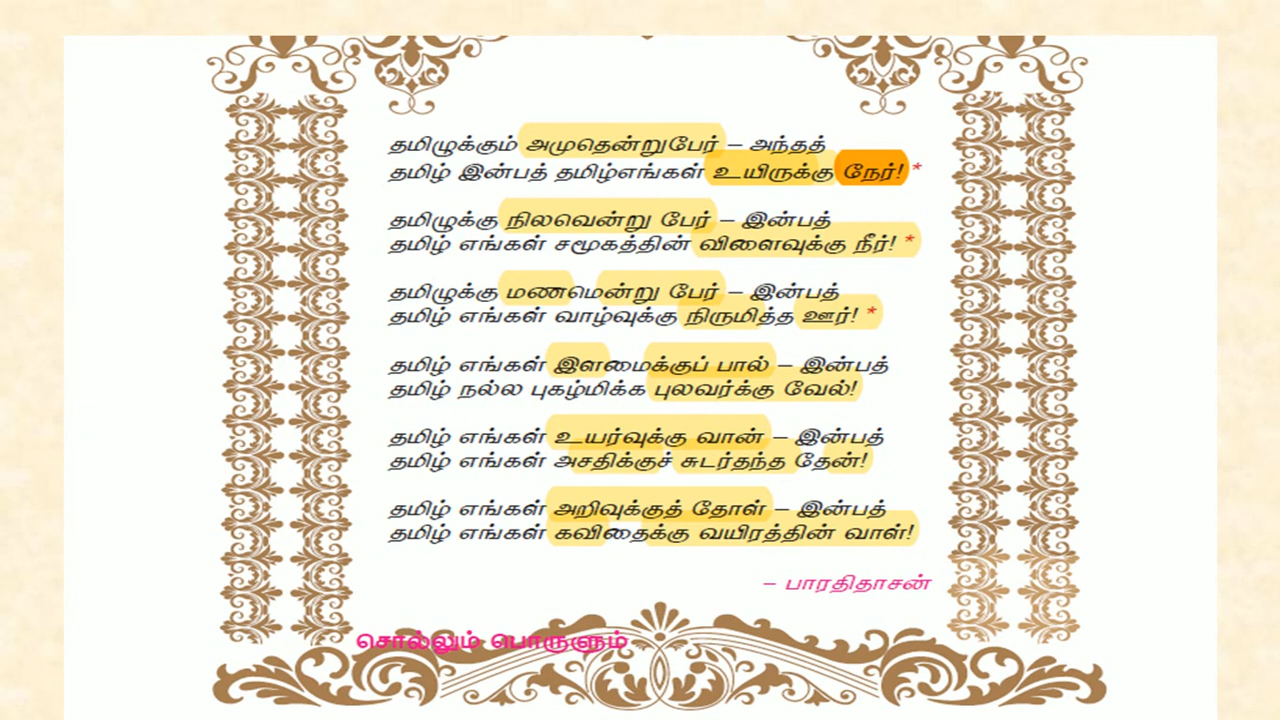 தமிழுக்கும் அமுதென்றுபேர் – அந்தத்
தமிழ் இன்பத் தமிழ்எங்கள் உயிருக்கு நேர்! *
தமிழுக்கு நிலவென்று பேர் – இன்பத்
தமிழ் எங்கள் சமூகத்தின் விளைவுக்கு நீர்! *
தமிழுக்கு மணமென்று பேர் – இன்பத்
தமிழ் எங்கள் வாழ்வுக்கு நிருமித்த ஊர்! *
தமிழ் எங்கள் இளமைக்குப் பால் – இன்பத்
தமிழ் நல்ல புகழ்மிக்க புலவர்க்கு வேல்!
தமிழ் எங்கள் உயர்வுக்கு வான் – இன்பத்
தமிழ் எங்கள் அசதிக்குச் சுடர்தந்த தேன்!
தமிழ் எங்கள் அறிவுக்குத் தோள் – இன்பத்
தமிழ் எங்கள் கவிதைக்கு வயிரத்தின் வாள்!
– பாரதிதாசன்
சொல்லும் பொருளும்